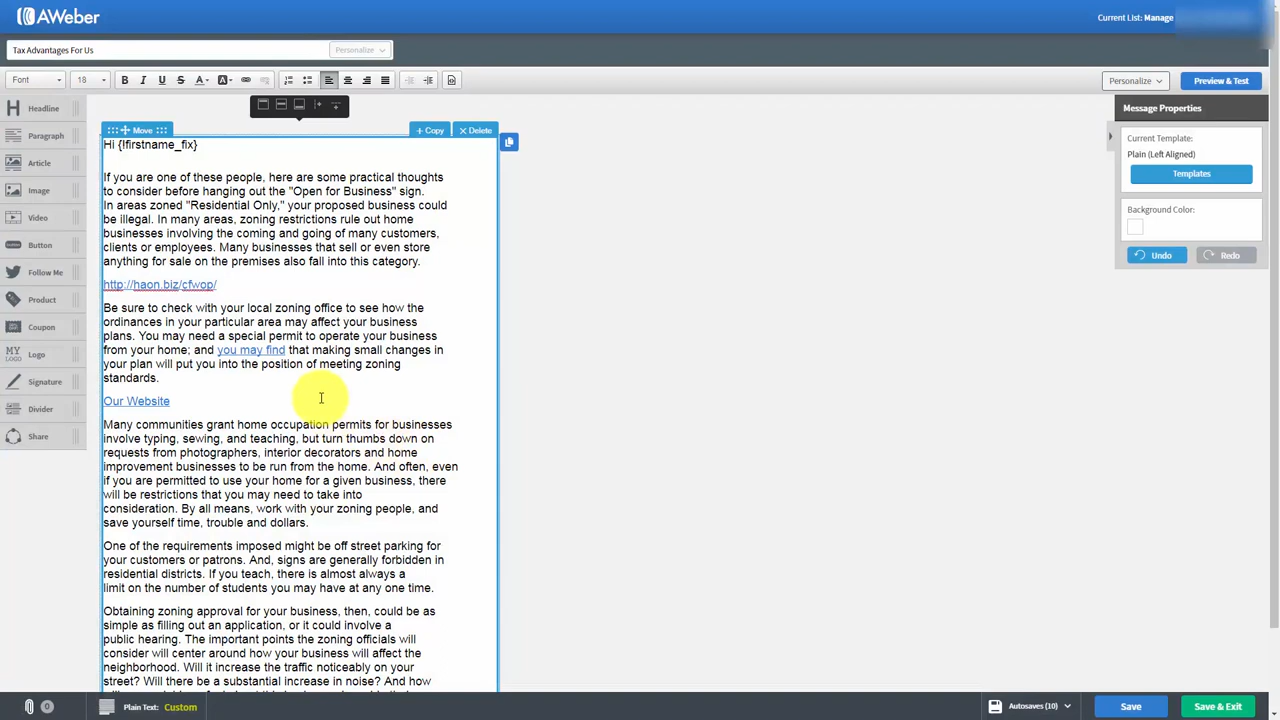 AWeber
Current List: Manage
Tax Advantages For Us
Personalize
Font
18
B I U S A A
Personalize
Preview & Test
Headline
Paragraph
Article
Image
Video
Button
Follow Me
Product
Coupon
MY LOGO
Logo
Signature
Divider
Share
Move
+ Copy
Delete
Hi {!firstname_fix}
If you are one of these people, here are some practical thoughts
to consider before hanging out the "Open for Business" sign.
In areas zoned "Residential Only," your proposed business could
be illegal. In many areas, zoning restrictions rule out home
businesses involving the coming and going of many customers,
clients or employees. Many businesses that sell or even store
anything for sale on the premises also fall into this category.
http://haon.biz/cfwop/
Be sure to check with your local zoning office to see how the
ordinances in your particular area may affect your business
plans. You may need a special permit to operate your business
from your home; and you may find that making small changes in
your plan will put you into the position of meeting zoning
standards.
Our Website
Many communities grant home occupation permits for businesses
involve typing, sewing, and teaching, but turn thumbs down on
requests from photographers, interior decorators and home
improvement businesses to be run from the home. And often, even
if you are permitted to use your home for a given business, there
will be restrictions that you may need to take into
consideration. By all means, work with your zoning people, and
save yourself time, trouble and dollars.
One of the requirements imposed might be off street parking for
your customers or patrons. And, signs are generally forbidden in
residential districts. If you teach, there is almost always a
limit on the number of students you may have at any one time.
Obtaining zoning approval for your business, then, could be as
simple as filling out an application, or it could involve a
public hearing. The important points the zoning officials will
consider will center around how your business will affect the
neighborhood. Will it increase the traffic noticeably on your
street? Will there be a substantial increase in noise? And how
Message Properties
Current Template:
Plain (Left Aligned)
Templates
Background Color:
Undo
Redo
0
Plain Text: Custom
Autosaves (10)
Save
Save & Exit